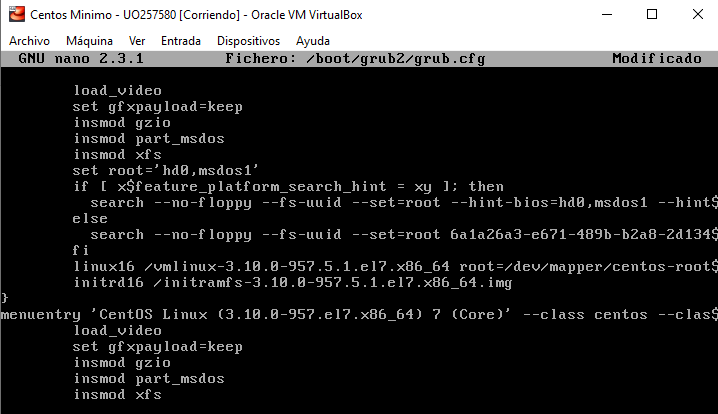 Centos Minimo - UO257580 [Corriendo] - Oracle VM VirtualBox
Archivo Máquina Ver Entrada Dispositivos Ayuda
GNU nano 2.3.1 Fichero: /boot/grub2/grub.cfg Modificado
load_video
set gfxpayload=keep
insmod gzio
insmod part_msdos
insmod xfs
set root='hd0,msdos1'
if [ x$feature_platform_search_hint = xy ]; then
search --no-floppy --fs-uuid --set=root --hint-bios=hd0,msdos1 --hint$
else
search --no-floppy --fs-uuid --set=root 6a1a26a3-e671-489b-b2a8-2d134$
fi
linux16 /vmlinux-3.10.0-957.5.1.el7.x86_64 root=/dev/mapper/centos-root$
initrd16 /initramfs-3.10.0-957.5.1.el7.x86_64.img
}
menuentry 'CentOS Linux (3.10.0-957.el7.x86_64) 7 (Core)' --class centos --clas$
load_video
set gfxpayload=keep
insmod gzio
insmod part_msdos
insmod xfs